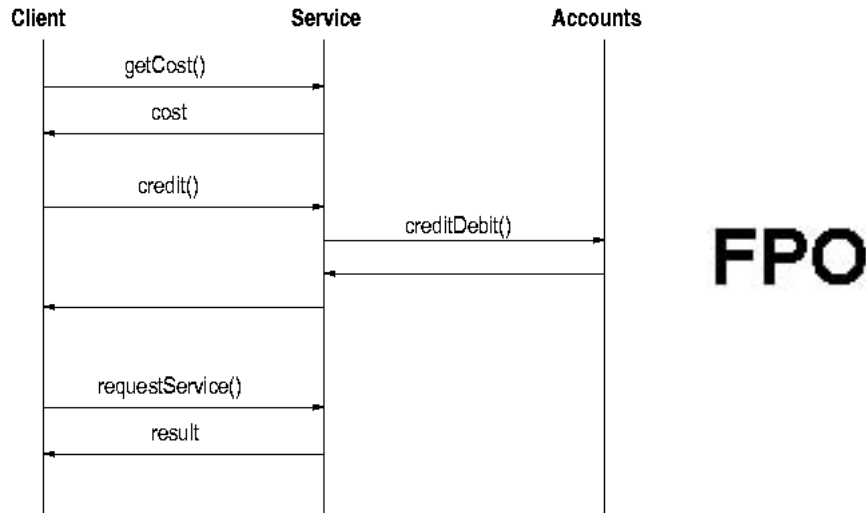 Client
Service
Accounts
getCost()
cost
credit()
creditDebit()
FPO
requestService()
result